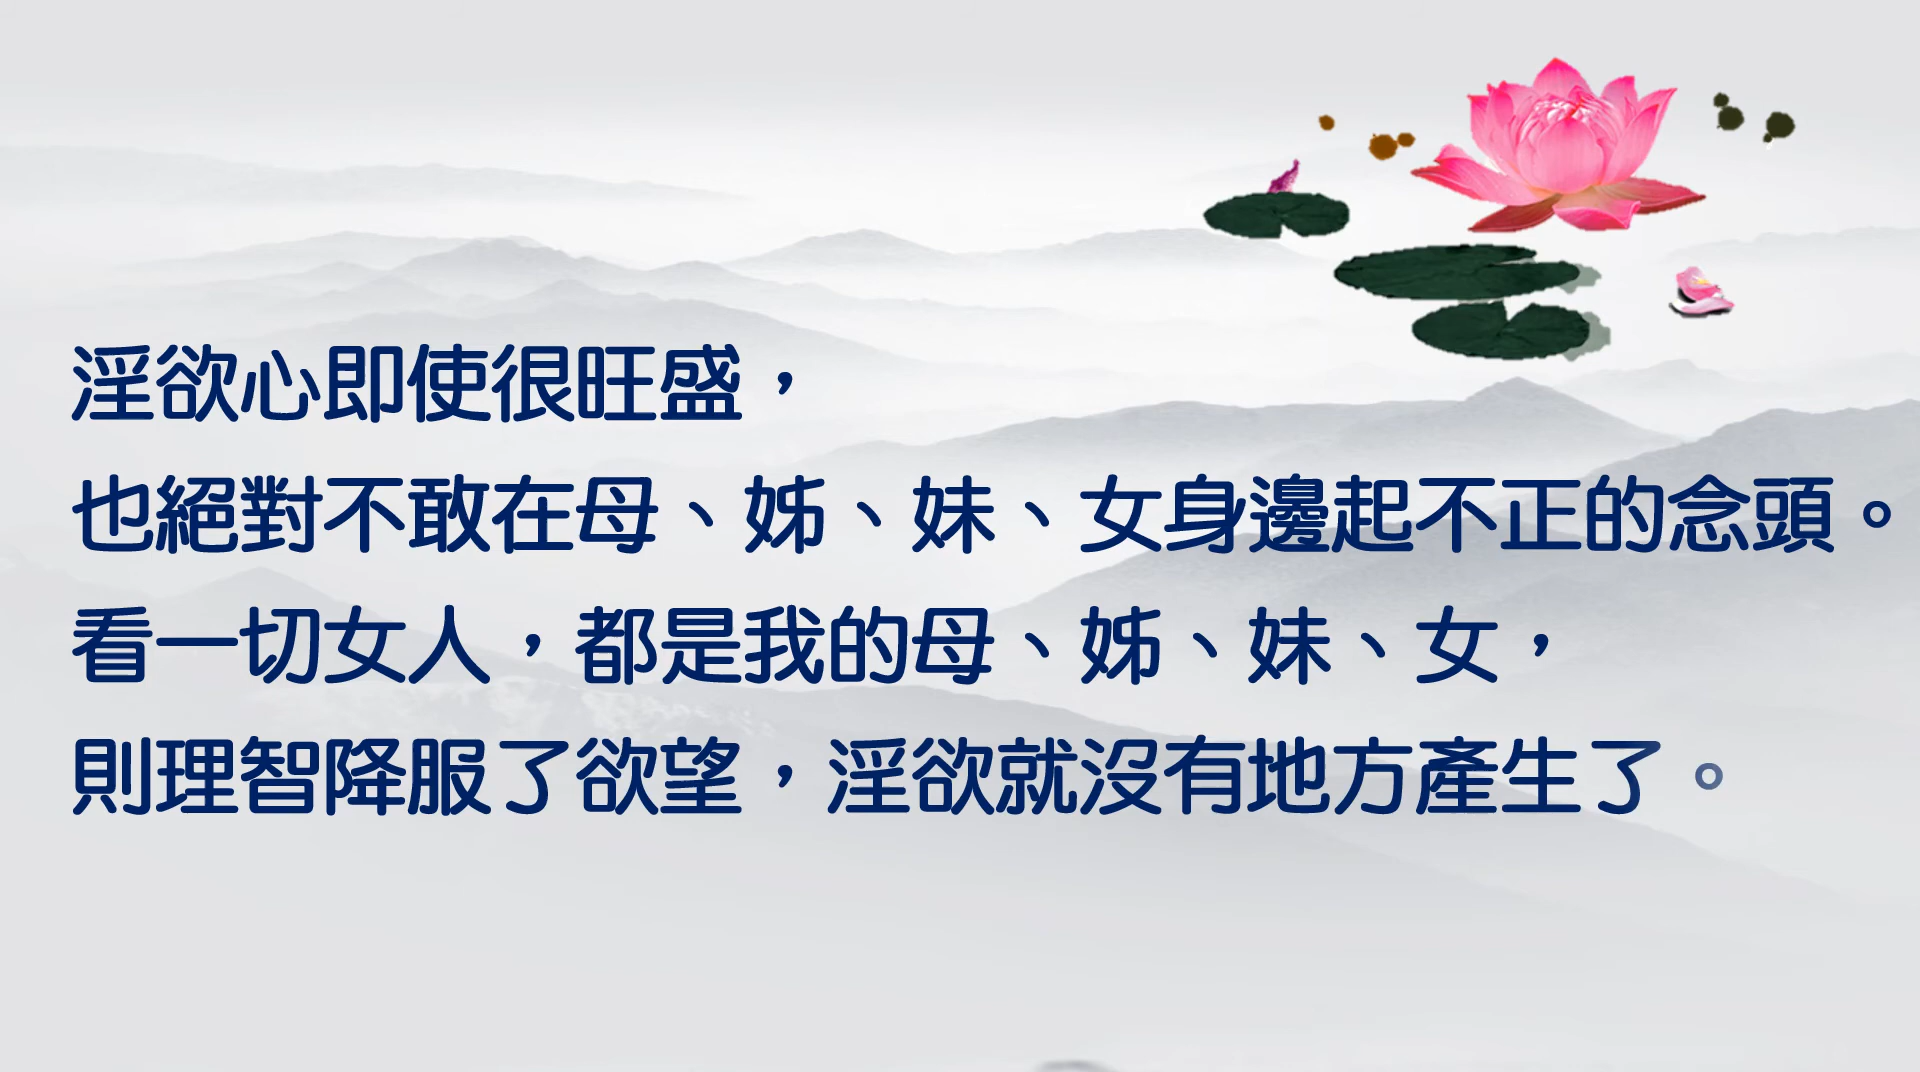 淫欲心即使很旺盛，
也絕對不敢在母、姊、妹、女身邊起不正的念頭。
看一切女人，都是我的母、姊、妹、女，
則理智降服了欲望，淫欲就沒有地方產生了。